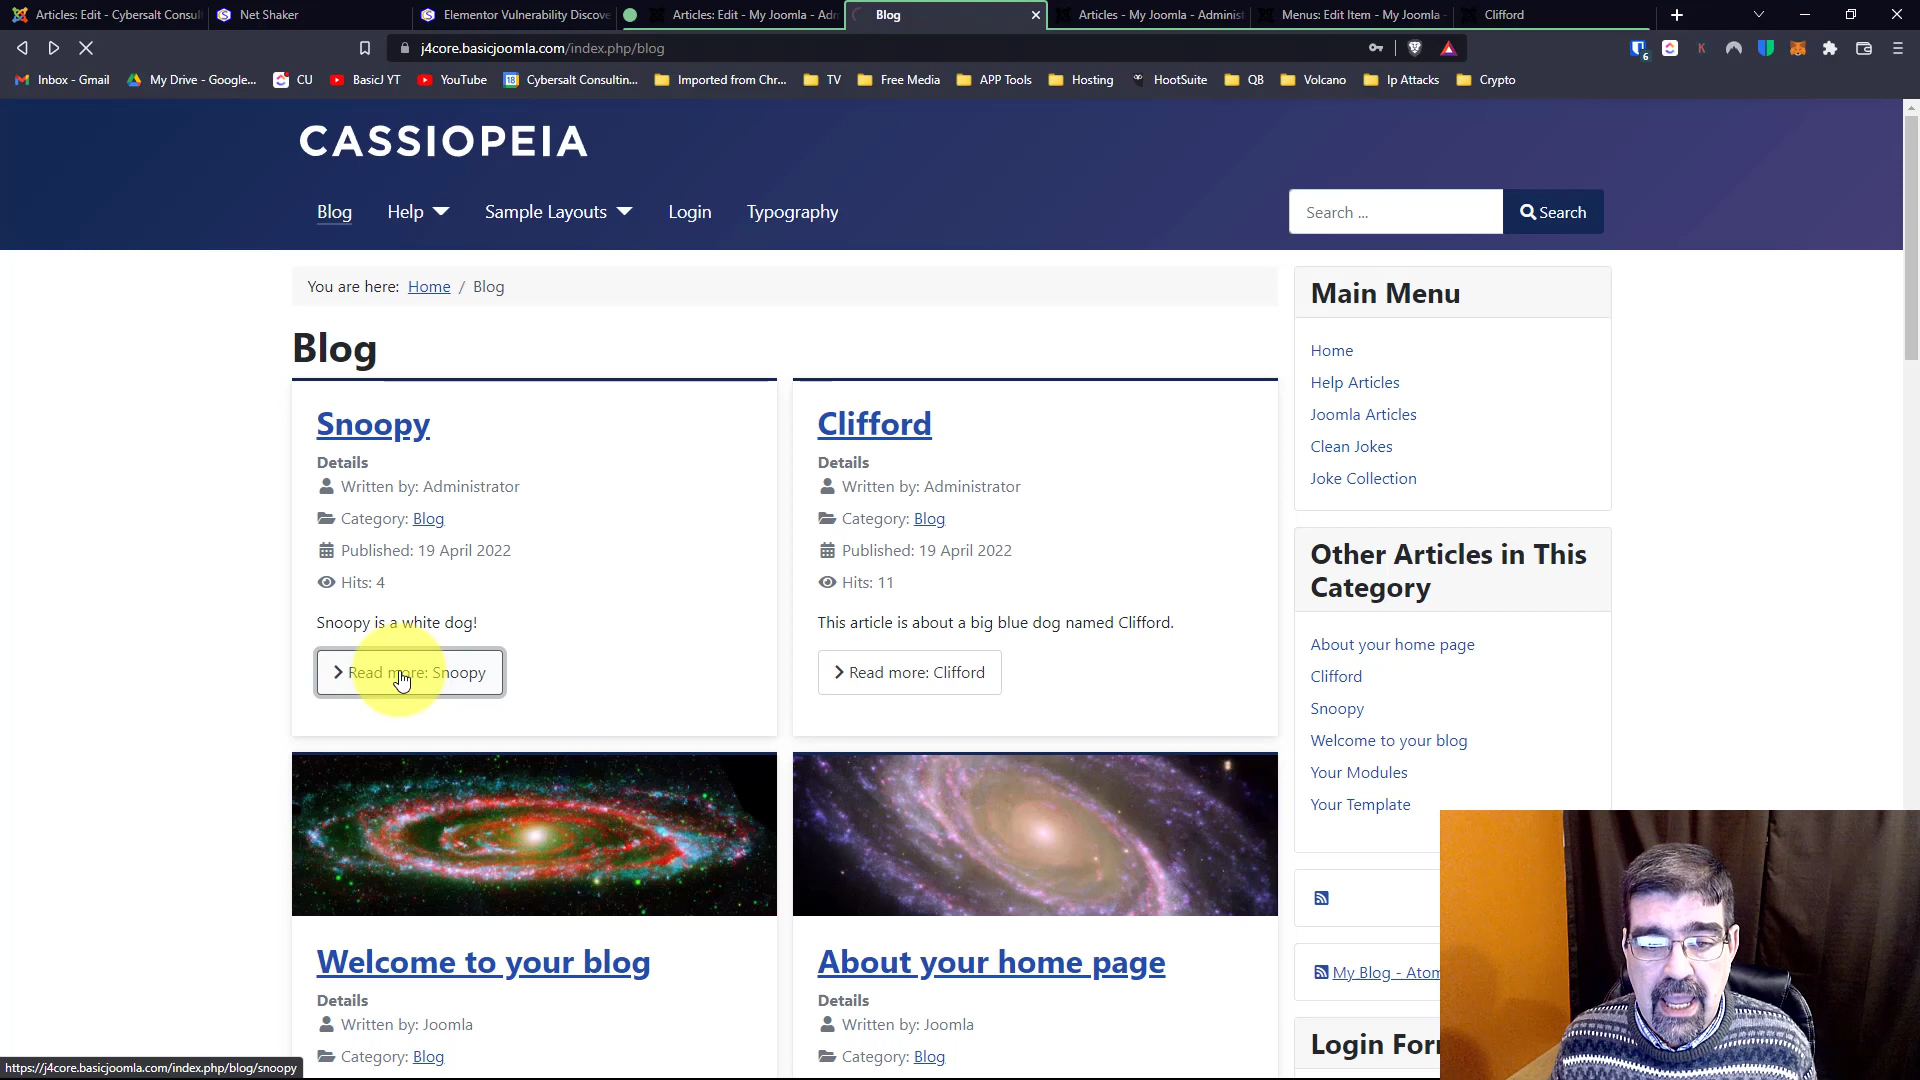 Articles: Edit - Cybersalt Consult
Net Shaker
Elementor Vulnerability Discove
Articles: Edit - My Joomla - Adm
Blog
Articles - My Joomla - Administ
Menus: Edit Item - My Joomla -
Clifford
j4core.basicjoomla.com/index.php/blog
6
Inbox - Gmail
My Drive - Google...
CU
BasicJ YT
YouTube
18
Cybersalt Consultin...
Imported from Chr...
TV
Free Media
APP Tools
Hosting
HootSuite
QB
Volcano
Ip Attacks
Crypto
CASSIOPEIA
Blog
Help
Sample Layouts
Login
Typography
Search ...
Search
You are here: Home / Blog
Blog
Snoopy
Details
Written by: Administrator
Category: Blog
Published: 19 April 2022
Hits: 4
Snoopy is a white dog!
Read more: Snoopy
Clifford
Details
Written by: Administrator
Category: Blog
Published: 19 April 2022
Hits: 11
This article is about a big blue dog named Clifford.
Read more: Clifford
Welcome to your blog
Details
Written by: Joomla
Category: Blog
About your home page
Details
Written by: Joomla
Category: Blog
Main Menu
Home
Help Articles
Joomla Articles
Clean Jokes
Joke Collection
Other Articles in This
Category
About your home page
Clifford
Snoopy
Welcome to your blog
Your Modules
Your Template
My Blog - Atom
Login For
https://j4core.basicjoomla.com/index.php/blog/snoopy